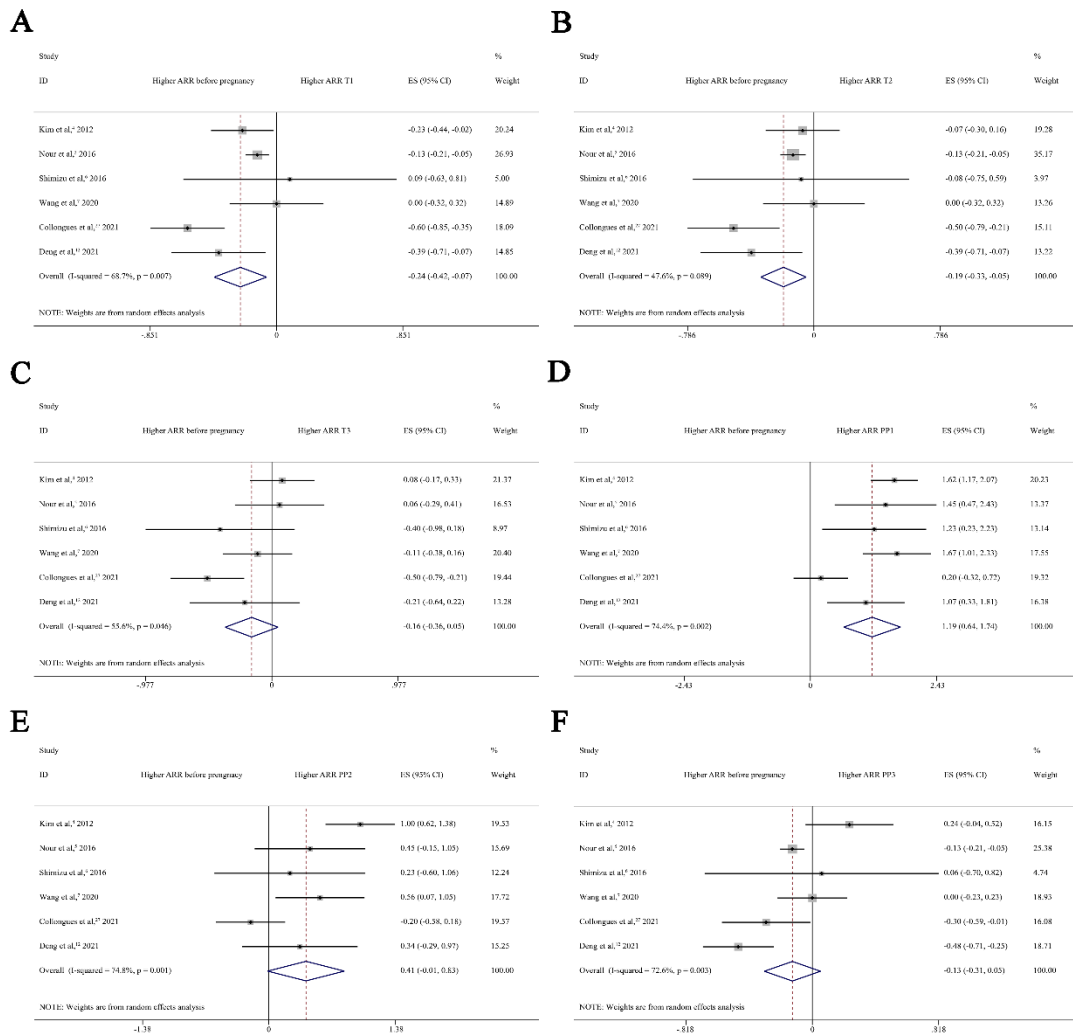 A
Study %
ID Higher ARR before pregnancy Higher ARR T1 ES (95% CI) Weight
Kim et al, 2012 -0.23 (-0.44, -0.02) 20.24
Nour et al, 2016 -0.13 (-0.21, -0.05) 26.93
Shimizu et al,⁶ 2016 0.09 (-0.63, 0.81) 5.00
Wang et al,⁷ 2020 0.00 (-0.32, 0.32) 14.89
Collongues et al,²⁷ 2021 -0.60 (-0.85, -0.35) 18.09
Deng et al,¹² 2021 -0.39 (-0.71, -0.07) 14.85
Overall (I-squared = 68.7%, p = 0.007) -0.24 (-0.42, -0.07) 100.00
NOTE: Weights are from random effects analysis
-.851 0 .851
B
Study %
ID Higher ARR before pregnancy Higher ARR T2 ES (95% CI) Weight
Kim et al, 2012 -0.07 (-0.30, 0.16) 19.28
Nour et al, 2016 -0.13 (-0.21, -0.05) 35.17
Shimizu et al,⁶ 2016 -0.08 (-0.75, 0.59) 3.97
Wang et al, 2020 0.00 (-0.32, 0.32) 13.26
Collongues et al,²⁷ 2021 -0.50 (-0.79, -0.21) 15.11
Deng et al,¹² 2021 -0.39 (-0.71, -0.07) 13.22
Overall (I-squared = 47.6%, p = 0.089) -0.19 (-0.33, -0.05) 100.00
NOTE: Weights are from random effects analysis
-.786 0 .786
C
Study %
ID Higher ARR before pregnancy Higher ARR T3 ES (95% CI) Weight
Kim et al, 2012 0.08 (-0.17, 0.33) 21.37
Nour et al, 2016 0.06 (-0.29, 0.41) 16.53
Shimizu et al,⁶ 2016 -0.40 (-0.98, 0.18) 8.97
Wang et al,⁷ 2020 -0.11 (-0.38, 0.16) 20.40
Collongues et al,²⁷ 2021 -0.50 (-0.79, -0.21) 19.44
Deng et al,¹² 2021 -0.21 (-0.64, 0.22) 13.28
Overall (I-squared = 55.6%, p = 0.046) -0.16 (-0.36, 0.05) 100.00
NOTE: Weights are from random effects analysis
-.977 0 .977
D
Study %
ID Higher ARR before pregnancy Higher ARR PP1 ES (95% CI) Weight
Kim et al, 2012 1.62 (1.17, 2.07) 20.23
Nour et al, 2016 1.45 (0.47, 2.43) 13.37
Shimizu et al,⁶ 2016 1.23 (0.23, 2.23) 13.14
Wang et al, 2020 1.67 (1.01, 2.33) 17.55
Collongues et al,²⁷ 2021 0.20 (-0.32, 0.72) 19.32
Deng et al,¹² 2021 1.07 (0.33, 1.81) 16.38
Overall (I-squared = 74.4%, p = 0.002) 1.19 (0.64, 1.74) 100.00
NOTE: Weights are from random effects analysis
-2.43 0 2.43
E
Study %
ID Higher ARR before pregnancy Higher ARR PP2 ES (95% CI) Weight
Kim et al, 2012 1.00 (0.62, 1.38) 19.53
Nour et al, 2016 0.45 (-0.15, 1.05) 15.69
Shimizu et al,⁶ 2016 0.23 (-0.60, 1.06) 12.24
Wang et al,⁷ 2020 0.56 (0.07, 1.05) 17.72
Collongues et al,²⁷ 2021 -0.20 (-0.58, 0.18) 19.57
Deng et al,¹² 2021 0.34 (-0.29, 0.97) 15.25
Overall (I-squared = 74.8%, p = 0.001) 0.41 (-0.01, 0.83) 100.00
NOTE: Weights are from random effects analysis
-1.38 0 1.38
F
Study %
ID Higher ARR before pregnancy Higher ARR PP3 ES (95% CI) Weight
Kim et al, 2012 0.24 (-0.04, 0.52) 16.15
Nour et al, 2016 -0.13 (-0.21, -0.05) 25.38
Shimizu et al,⁶ 2016 0.06 (-0.70, 0.82) 4.74
Wang et al, 2020 0.00 (-0.23, 0.23) 18.93
Collongues et al,²⁷ 2021 -0.30 (-0.59, -0.01) 16.08
Deng et al,¹² 2021 -0.48 (-0.71, -0.25) 18.71
Overall (I-squared = 72.6%, p = 0.003) -0.13 (-0.31, 0.05) 100.00
NOTE: Weights are from random effects analysis
-.818 0 .318